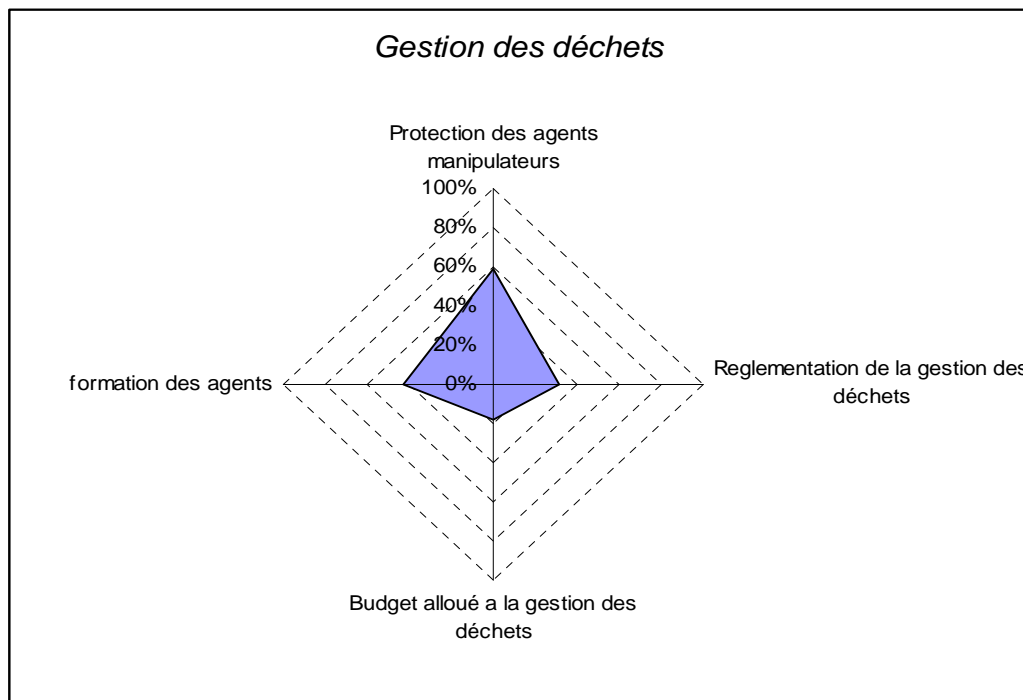 Gestion des déchets
Protection des agents
manipulateurs
100%
80%
60%
40%
20%
0%
formation des agents
Reglementation de la gestion des
déchets
Budget alloué a la gestion des
déchets